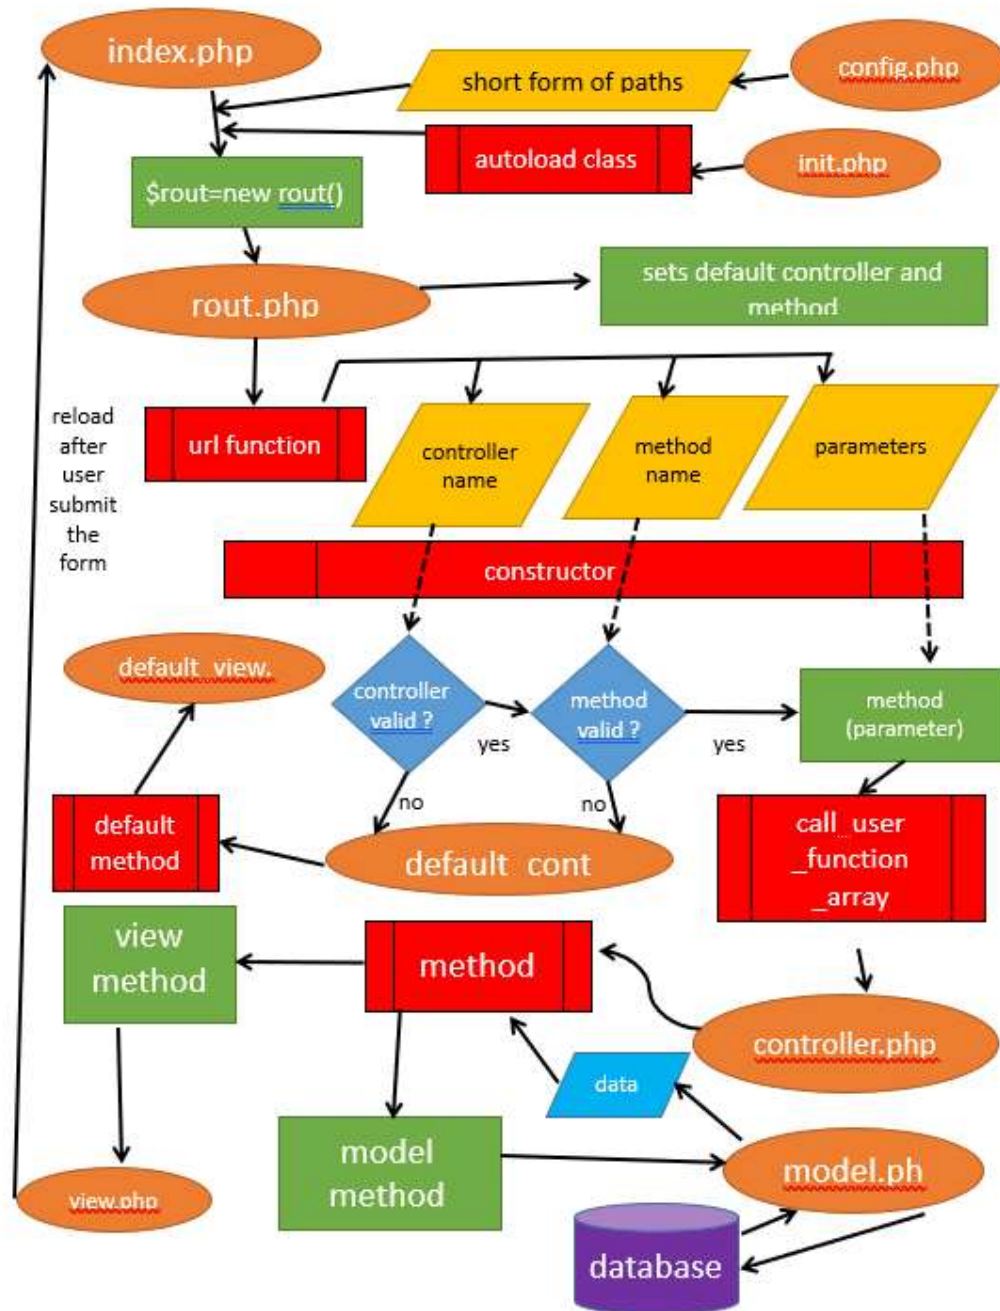 index.php
short form of paths
config.php
autoload class
init.php
$rout=new rout()
rout.php
sets default controller and
method
reload
after
user
submit
the
form
url function
controller
name
method
name
parameters
constructor
default_view.
controller
valid ?
yes
method
valid ?
yes
method
(parameter)
no
no
default
method
default_cont
call_user
_function
_array
view
method
method
controller.php
data
model
method
model.ph
view.php
database